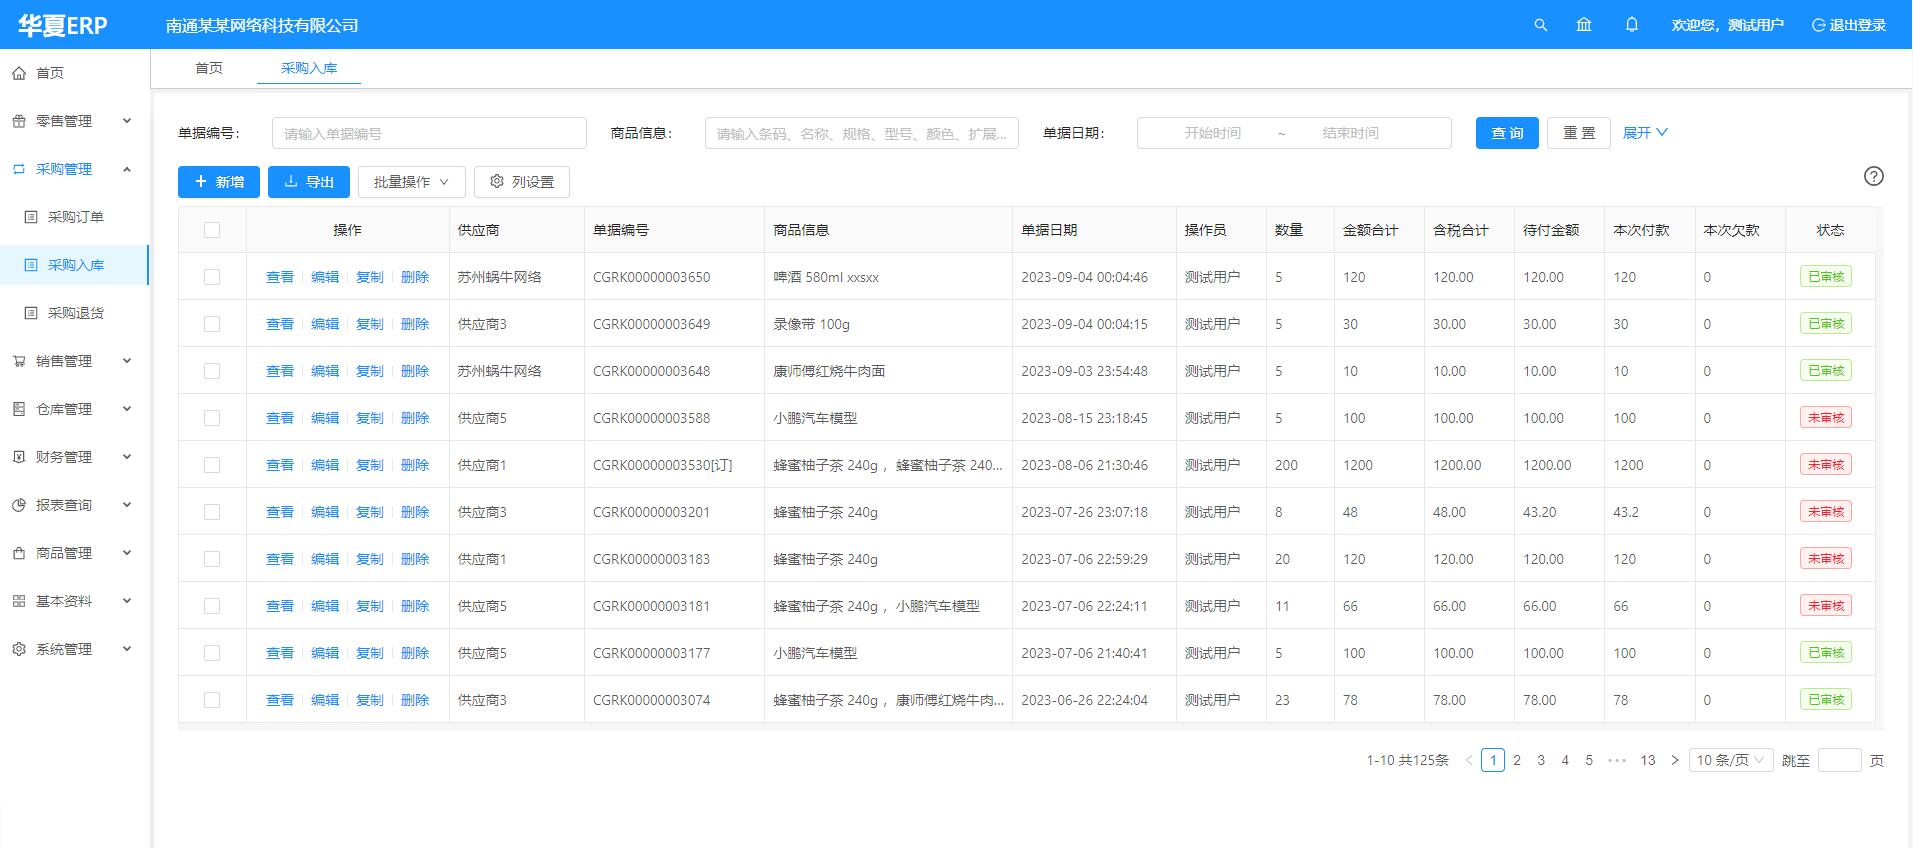 华夏ERP 南通某某网络科技有限公司 欢迎您，测试用户 退出登录
首页 采购入库
首页
零售管理
采购管理
采购订单
采购入库
采购退货
销售管理
仓库管理
财务管理
报表查询
商品管理
基本资料
系统管理
单据编号： 请输入单据编号 商品信息： 请输入条码、名称、规格、型号、颜色、扩展... 单据日期： 开始时间 ~ 结束时间 查询 重置 展开
+ 新增 导出 批量操作 列设置
操作 供应商 单据编号 商品信息 单据日期 操作员 数量 金额合计 含税合计 待付金额 本次付款 本次欠款 状态
查看 编辑 复制 删除 苏州蜗牛网络 CGRK00000003650 啤酒 580ml xxsxx 2023-09-04 00:04:46 测试用户 5 120 120.00 120.00 120 0 已审核
查看 编辑 复制 删除 供应商3 CGRK00000003649 录像带 100g 2023-09-04 00:04:15 测试用户 5 30 30.00 30.00 30 0 已审核
查看 编辑 复制 删除 苏州蜗牛网络 CGRK00000003648 康师傅红烧牛肉面 2023-09-03 23:54:48 测试用户 5 10 10.00 10.00 10 0 已审核
查看 编辑 复制 删除 供应商5 CGRK00000003588 小鹏汽车模型 2023-08-15 23:18:45 测试用户 5 100 100.00 100.00 100 0 未审核
查看 编辑 复制 删除 供应商1 CGRK00000003530[订] 蜂蜜柚子茶 240g ，蜂蜜柚子茶 240... 2023-08-06 21:30:46 测试用户 200 1200 1200.00 1200.00 1200 0 未审核
查看 编辑 复制 删除 供应商3 CGRK00000003201 蜂蜜柚子茶 240g 2023-07-26 23:07:18 测试用户 8 48 48.00 43.20 43.2 0 未审核
查看 编辑 复制 删除 供应商1 CGRK00000003183 蜂蜜柚子茶 240g 2023-07-06 22:59:29 测试用户 20 120 120.00 120.00 120 0 未审核
查看 编辑 复制 删除 供应商5 CGRK00000003181 蜂蜜柚子茶 240g ，小鹏汽车模型 2023-07-06 22:24:11 测试用户 11 66 66.00 66.00 66 0 未审核
查看 编辑 复制 删除 供应商5 CGRK00000003177 小鹏汽车模型 2023-07-06 21:40:41 测试用户 5 100 100.00 100.00 100 0 已审核
查看 编辑 复制 删除 供应商3 CGRK00000003074 蜂蜜柚子茶 240g ，康师傅红烧牛肉... 2023-06-26 22:24:04 测试用户 23 78 78.00 78.00 78 0 已审核
1-10 共125条 < 1 2 3 4 5 ••• 13 > 10 条/页 跳至 页